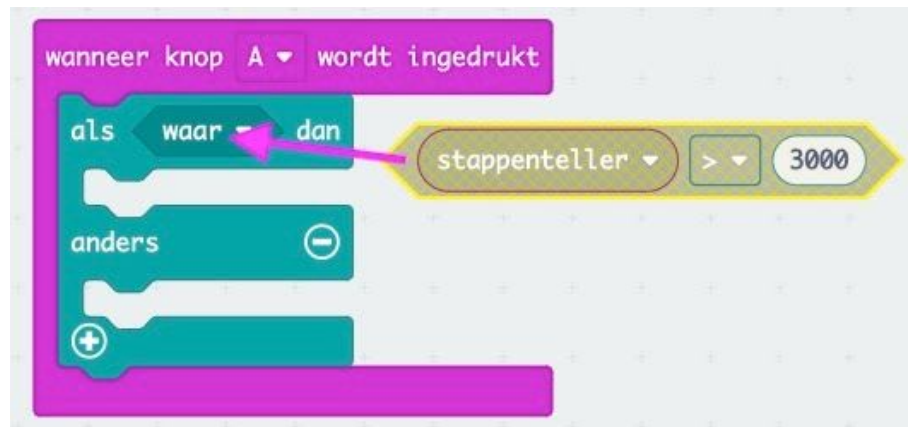 wanneer knop A wordt ingedrukt
als waar dan
stappenteller > 3000
anders